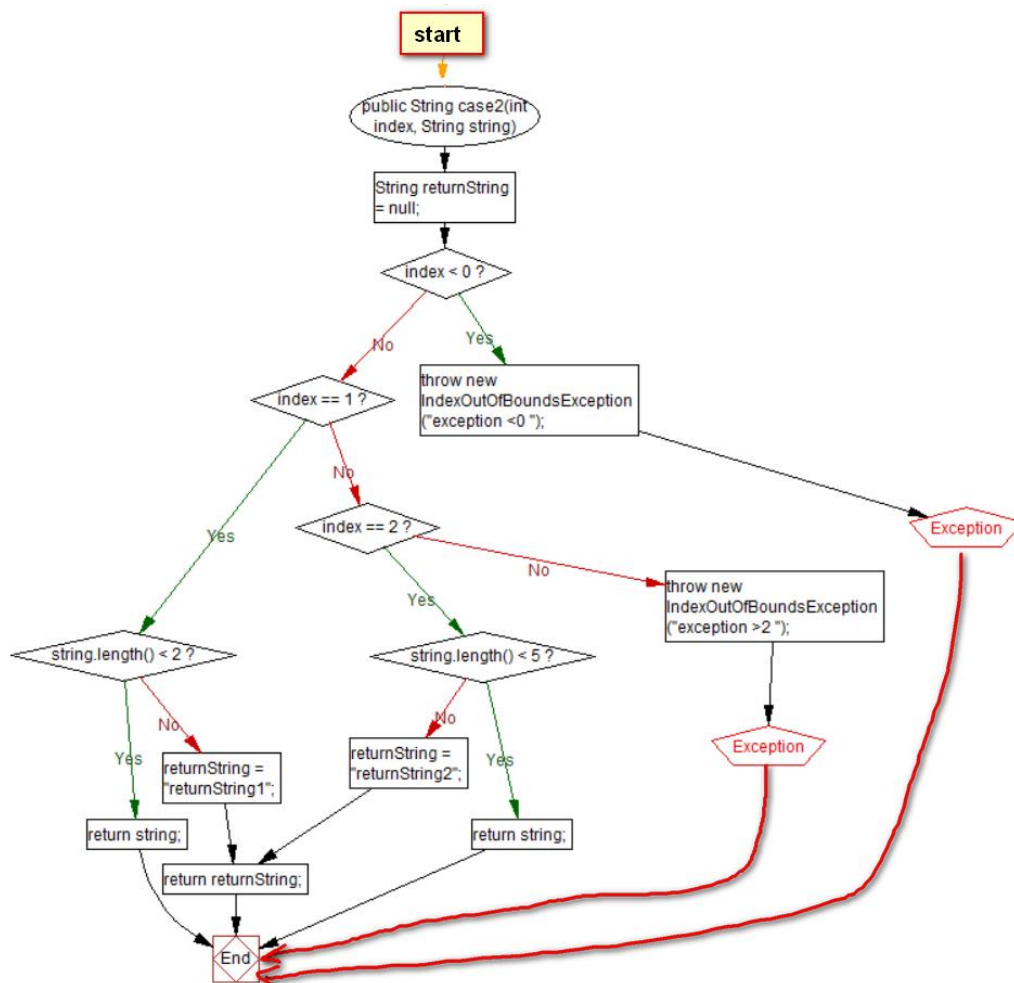 start
public String case2(int
index, String string)
String returnString
= null;
index < 0 ?
No
Yes
index == 1 ?
throw new
IndexOutOfBoundsException
("exception <0 ");
No
Yes
index == 2 ?
Exception
No
Yes
throw new
IndexOutOfBoundsException
("exception >2 ");
string.length() < 2 ?
string.length() < 5 ?
No
No
Yes
Yes
Exception
returnString =
"returnString1";
returnString =
"returnString2";
return string;
return string;
return returnString;
End